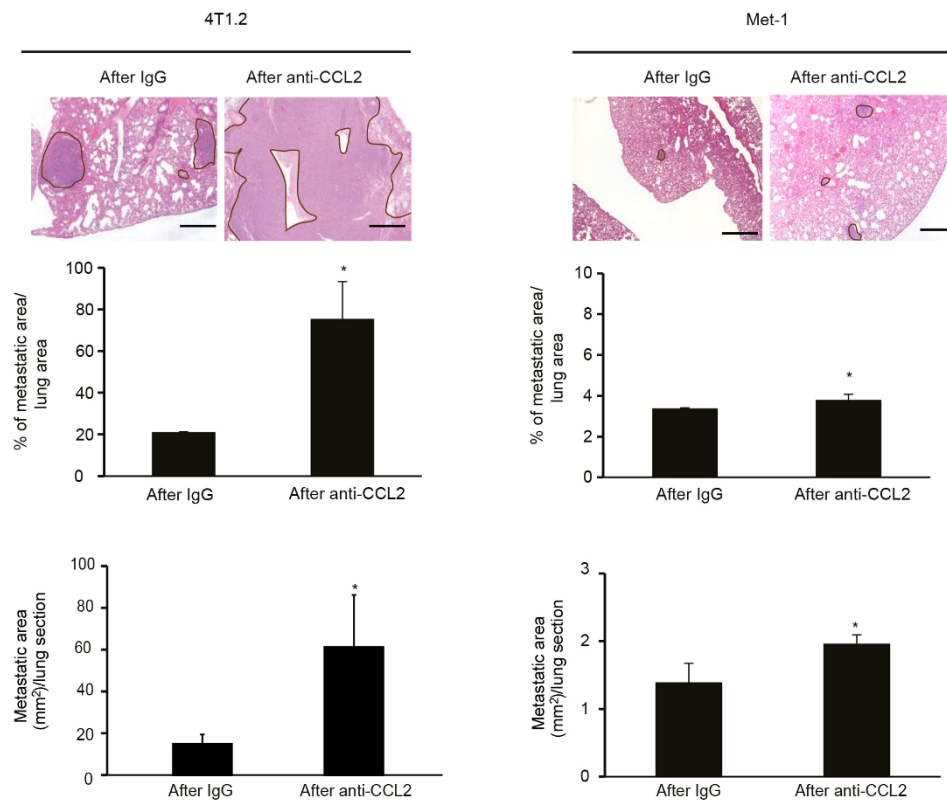 4T1.2
Met-1
After IgG
After anti-CCL2
After IgG
After anti-CCL2
% of metastatic area/
lung area
100
80
60
40
20
0
*
After IgG
After anti-CCL2
% of metastatic area/
lung area
10
8
6
4
2
0
*
After IgG
After anti-CCL2
Metastatic area
(mm²)/lung section
100
80
60
40
20
0
*
After IgG
After anti-CCL2
Metastatic area
(mm²)/lung section
3
2
1
0
*
After IgG
After anti-CCL2